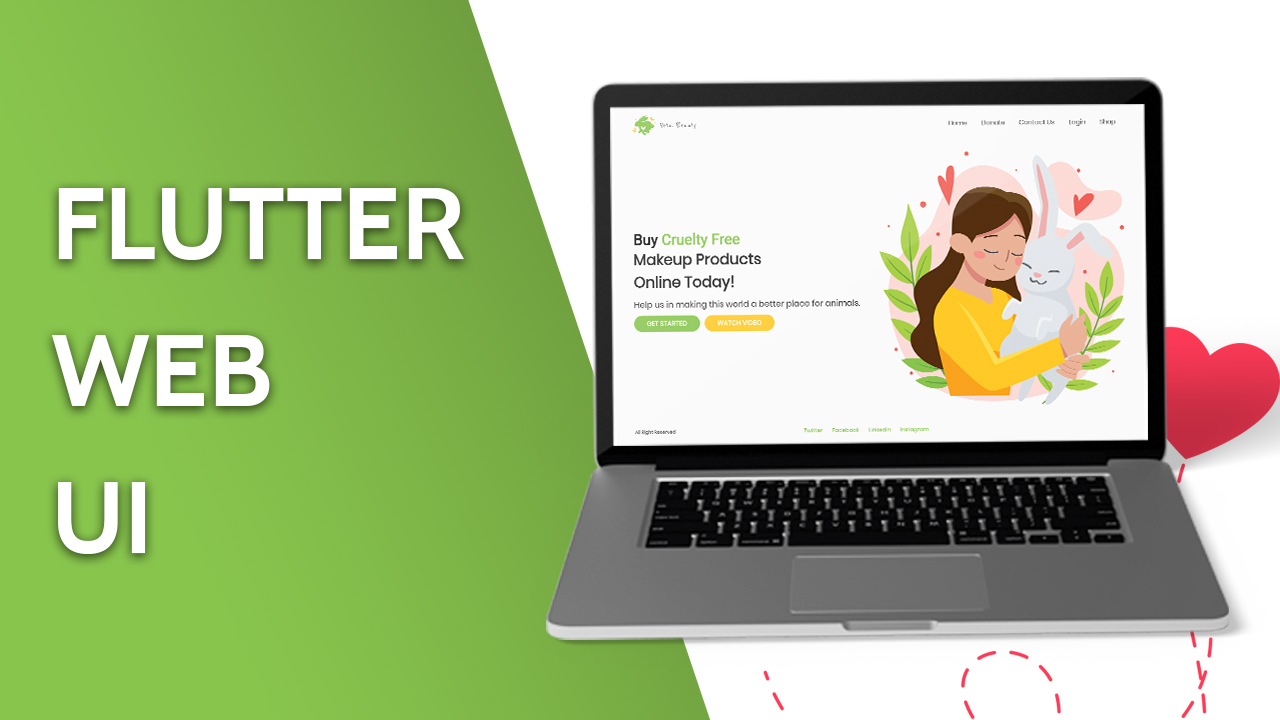 FLUTTER
WEB
UI
Home Donate Contact Us Login Shop
Buy Cruelty Free
Makeup Products
Online Today!
Help us in making this world a better place for animals.
GET STARTED WATCH VIDEO
All Right Reserved
Twitter Facebook Linkedin Instagram